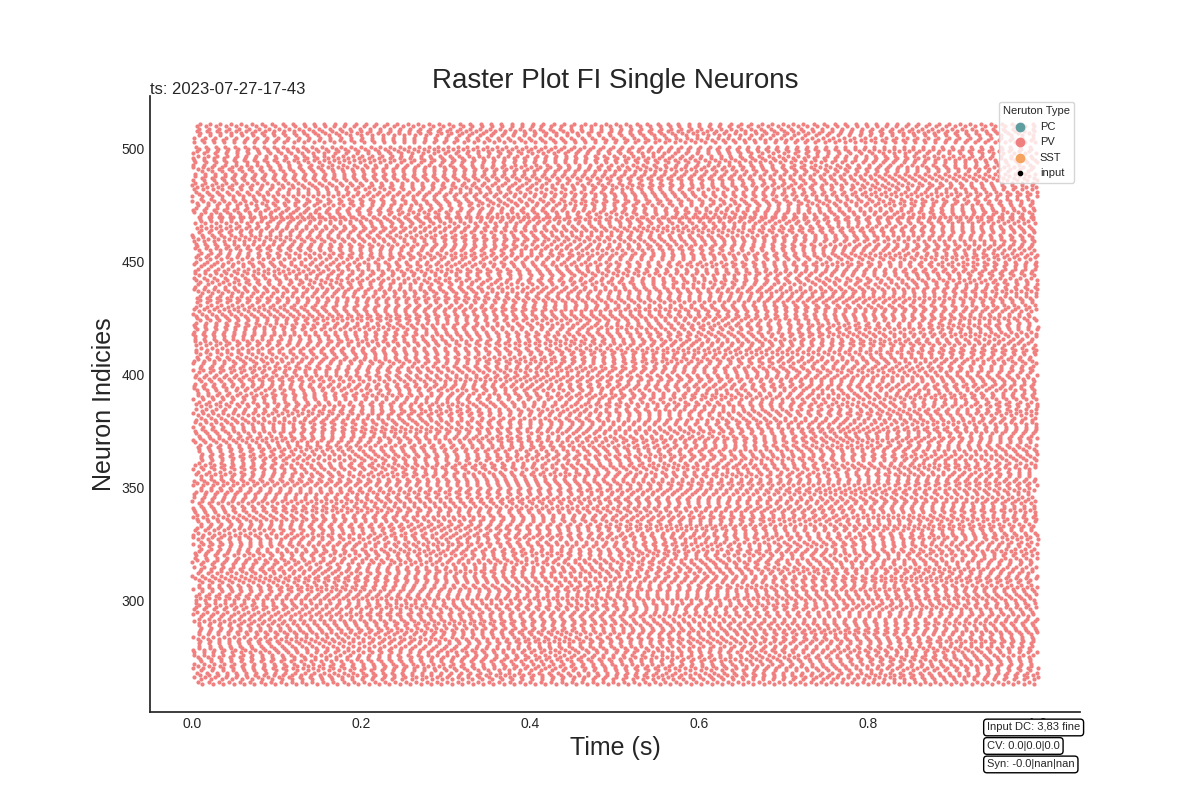 Raster Plot FI Single Neurons
ts: 2023-07-27-17-43
Neruton Type
PC
PV
SST
input
500
450
400
350
300
Neuron Indicies
0.0 0.2 0.4 0.6 0.8
Time (s)
Input DC: 3,83 fine
CV: 0.0|0.0|0.0
Syn: -0.0|nan|nan